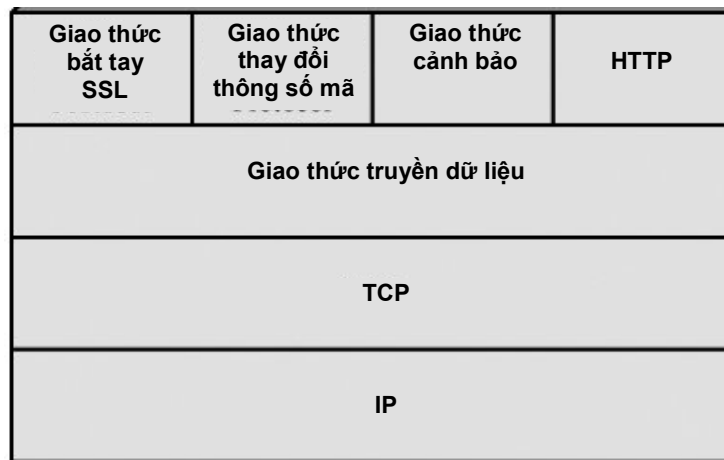 Giao thức
bắt tay
SSL
Giao thức
thay đổi
thông số mã
Giao thức
cảnh bảo
HTTP
Giao thức truyền dữ liệu
TCP
IP